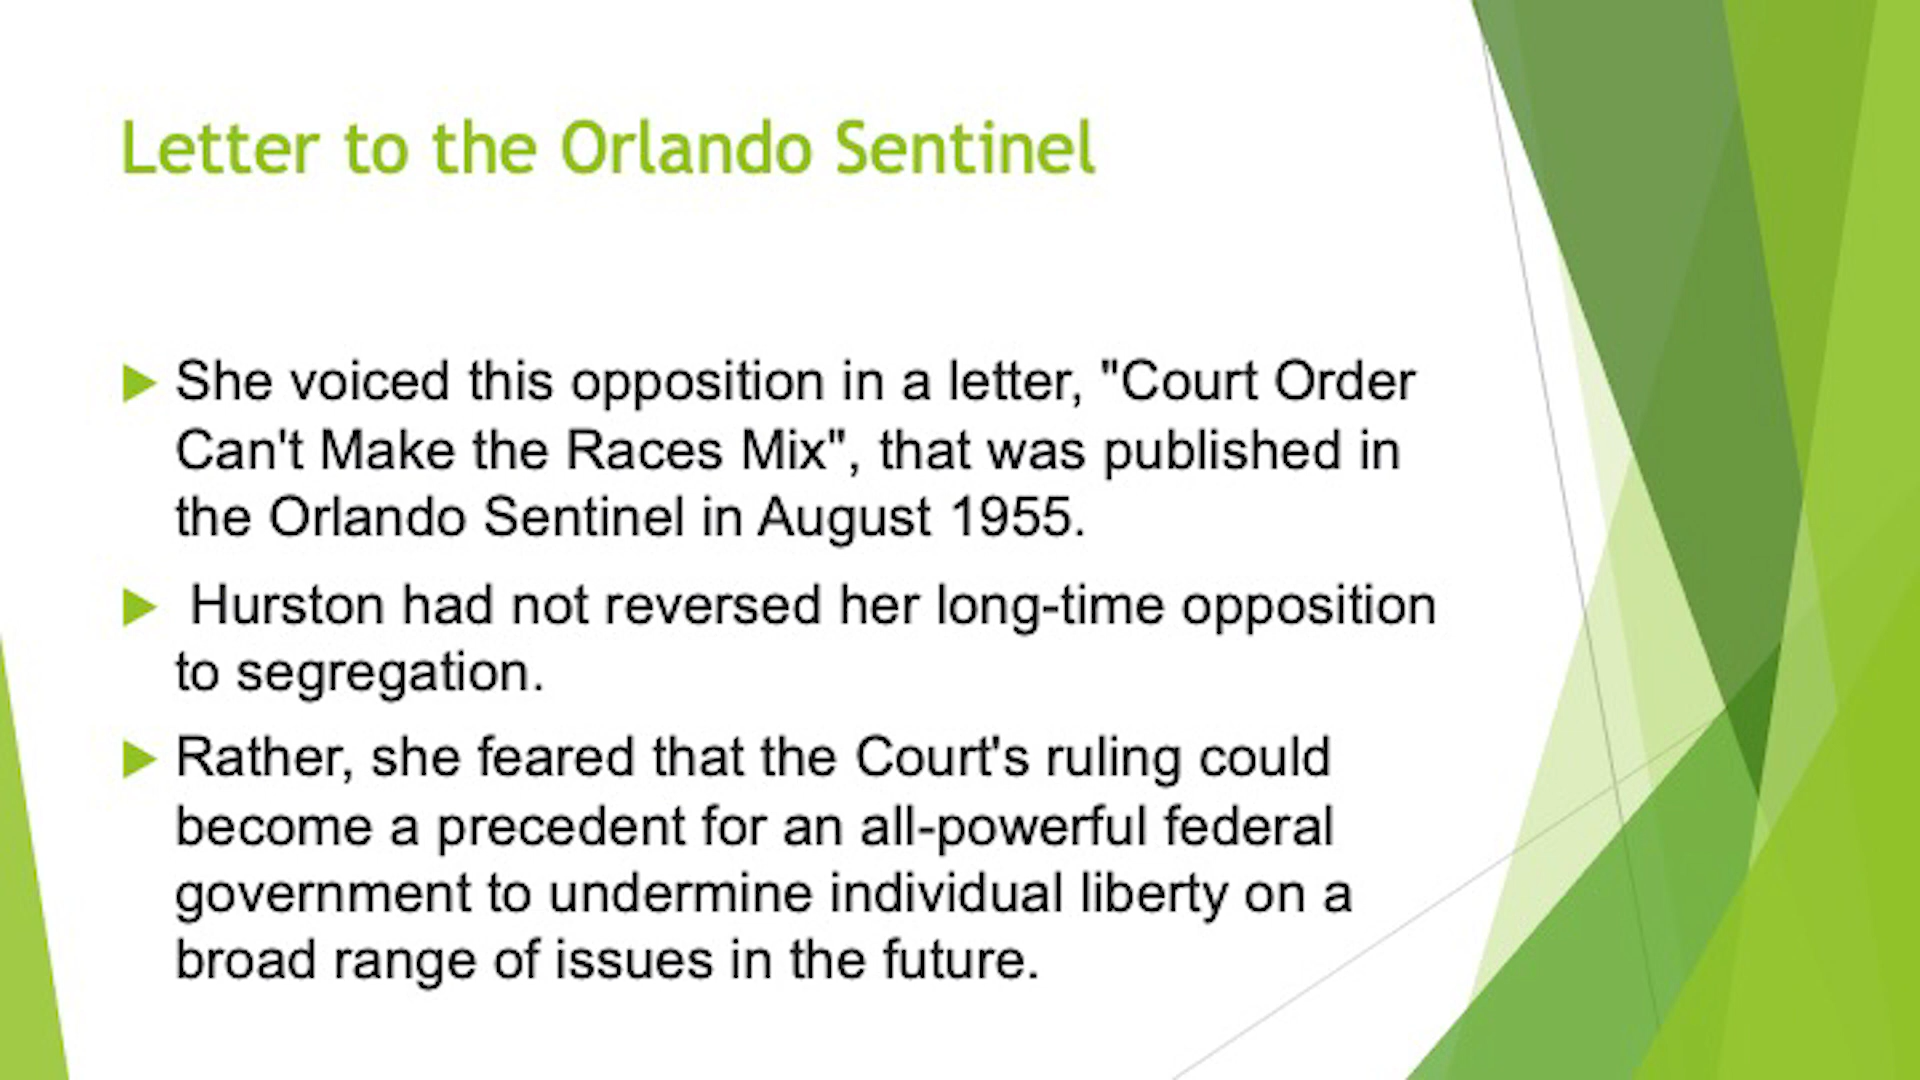 Letter to the Orlando Sentinel
She voiced this opposition in a letter, "Court Order
Can't Make the Races Mix", that was published in
the Orlando Sentinel in August 1955.
Hurston had not reversed her long-time opposition
to segregation.
Rather, she feared that the Court's ruling could
become a precedent for an all-powerful federal
government to undermine individual liberty on a
broad range of issues in the future.